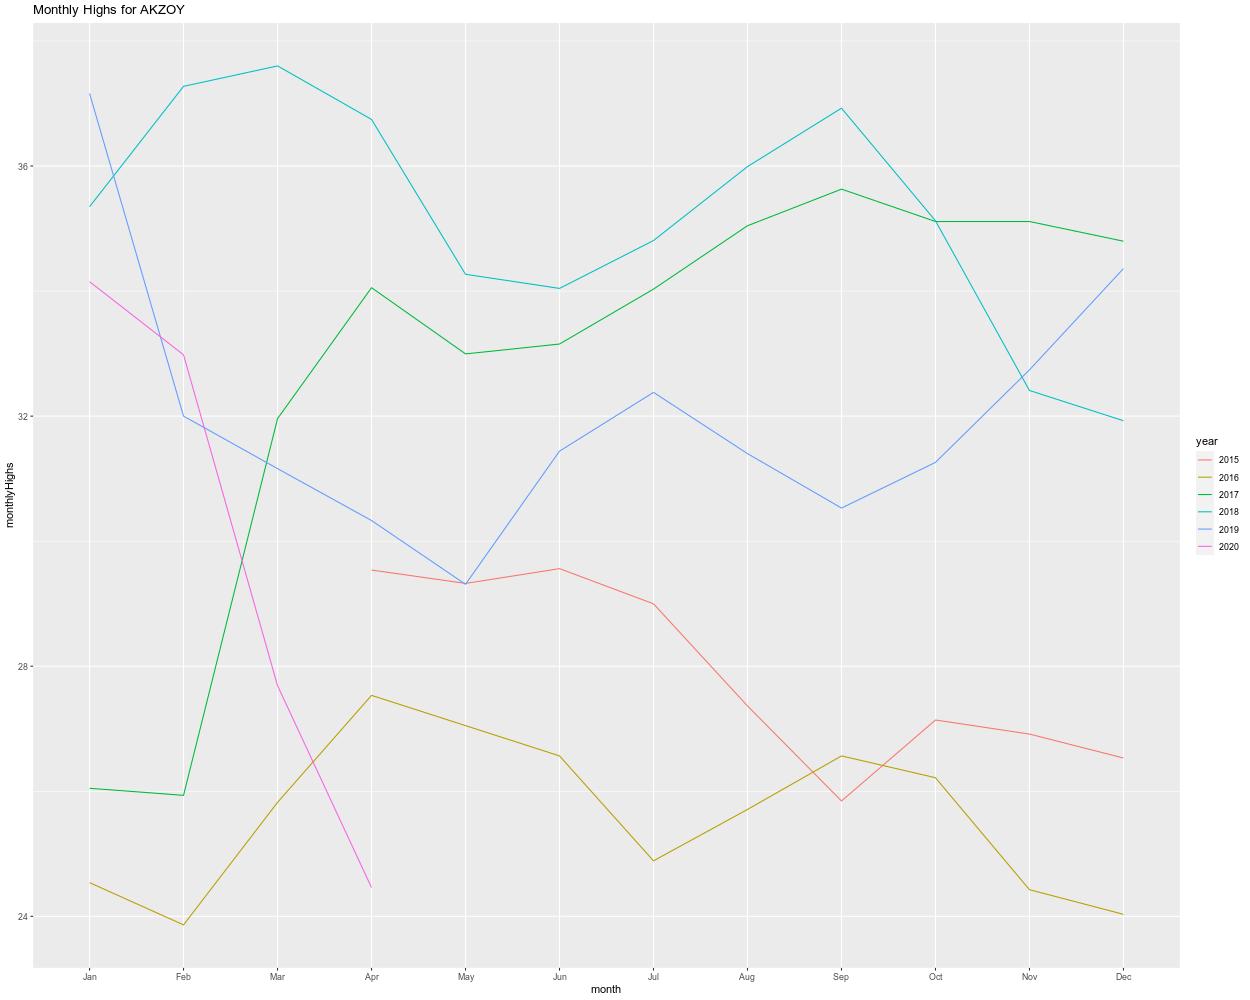 Monthly Highs for AKZOY
monthlyHighs
36
32
28
24
Jan Feb Mar Apr May Jun Jul Aug Sep Oct Nov Dec
month
year
2015
2016
2017
2018
2019
2020